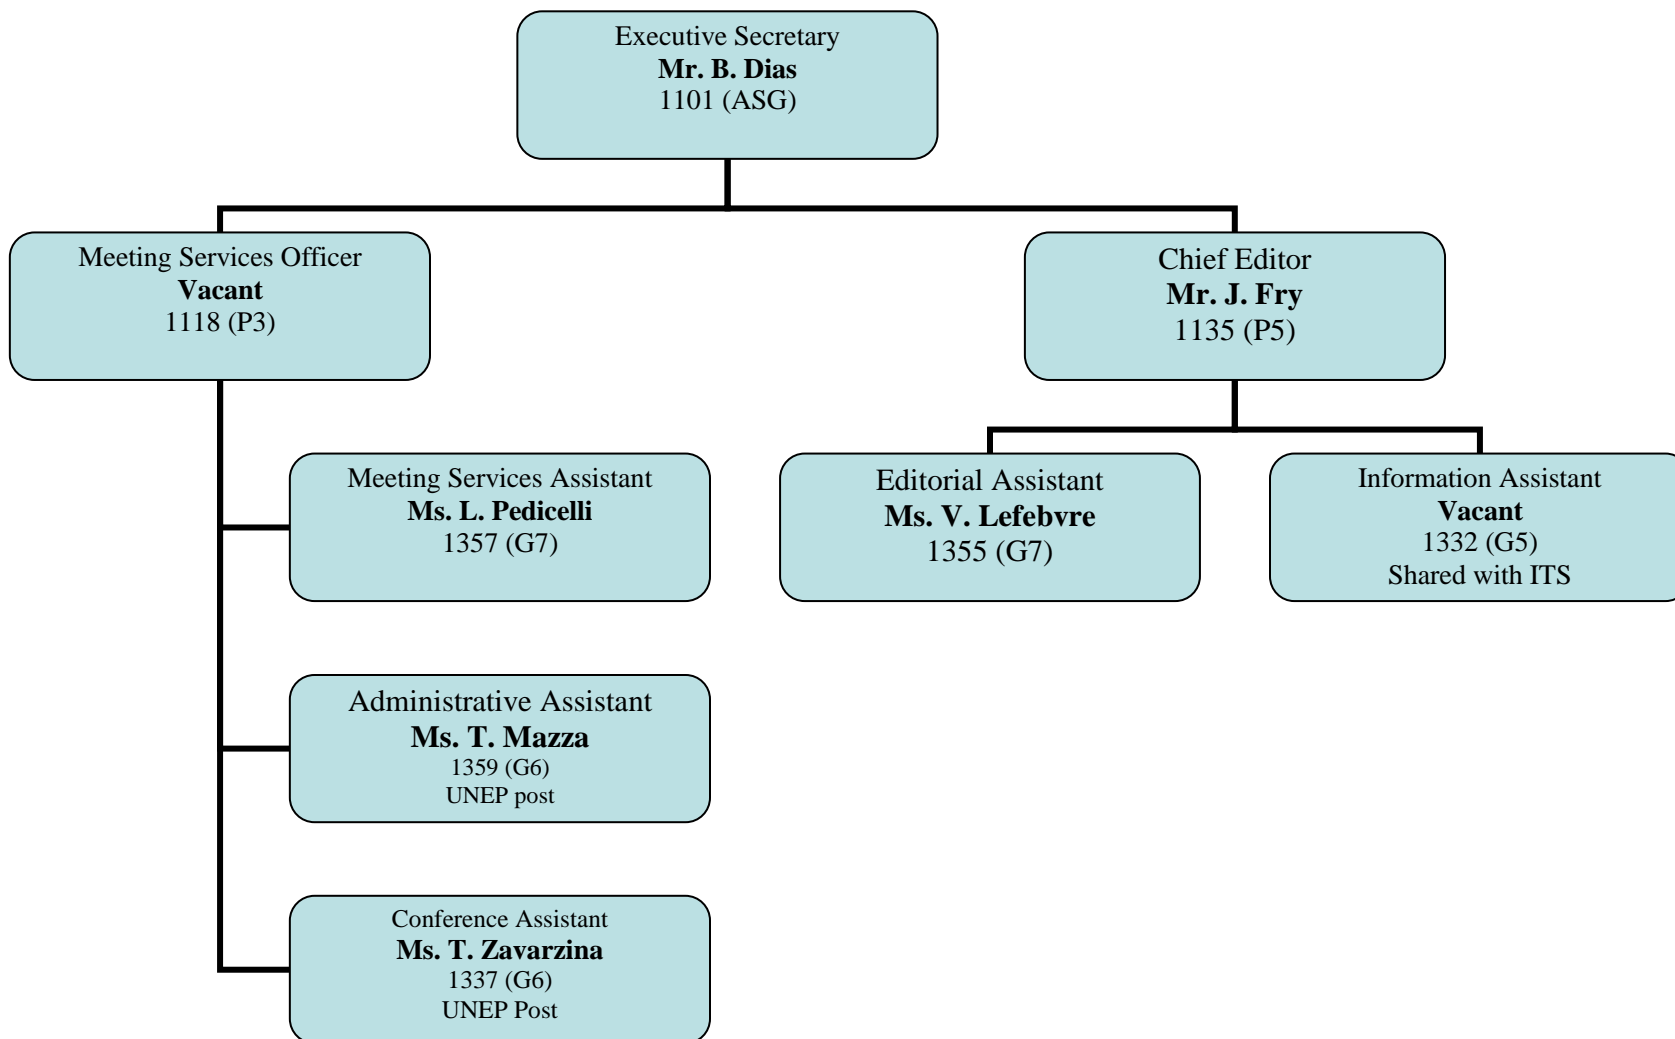 Executive Secretary
Mr. B. Dias
1101 (ASG)
Meeting Services Officer
Vacant
1118 (P3)
Chief Editor
Mr. J. Fry
1135 (P5)
Meeting Services Assistant
Ms. L. Pedicelli
1357 (G7)
Editorial Assistant
Ms. V. Lefebvre
1355 (G7)
Information Assistant
Vacant
1332 (G5)
Shared with ITS
Administrative Assistant
Ms. T. Mazza
1359 (G6)
UNEP post
Conference Assistant
Ms. T. Zavarzina
1337 (G6)
UNEP Post